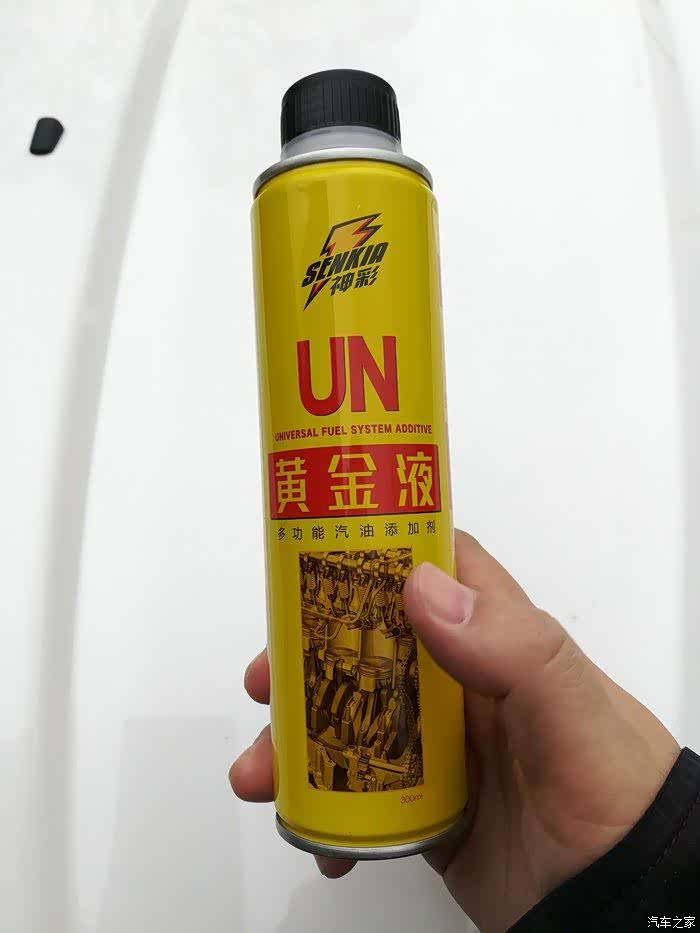 SENKIA
神彩
UN
UNIVERSAL FUEL SYSTEM ADDITIVE
黄金液
多功能汽油添加剂
300ml
汽车之家